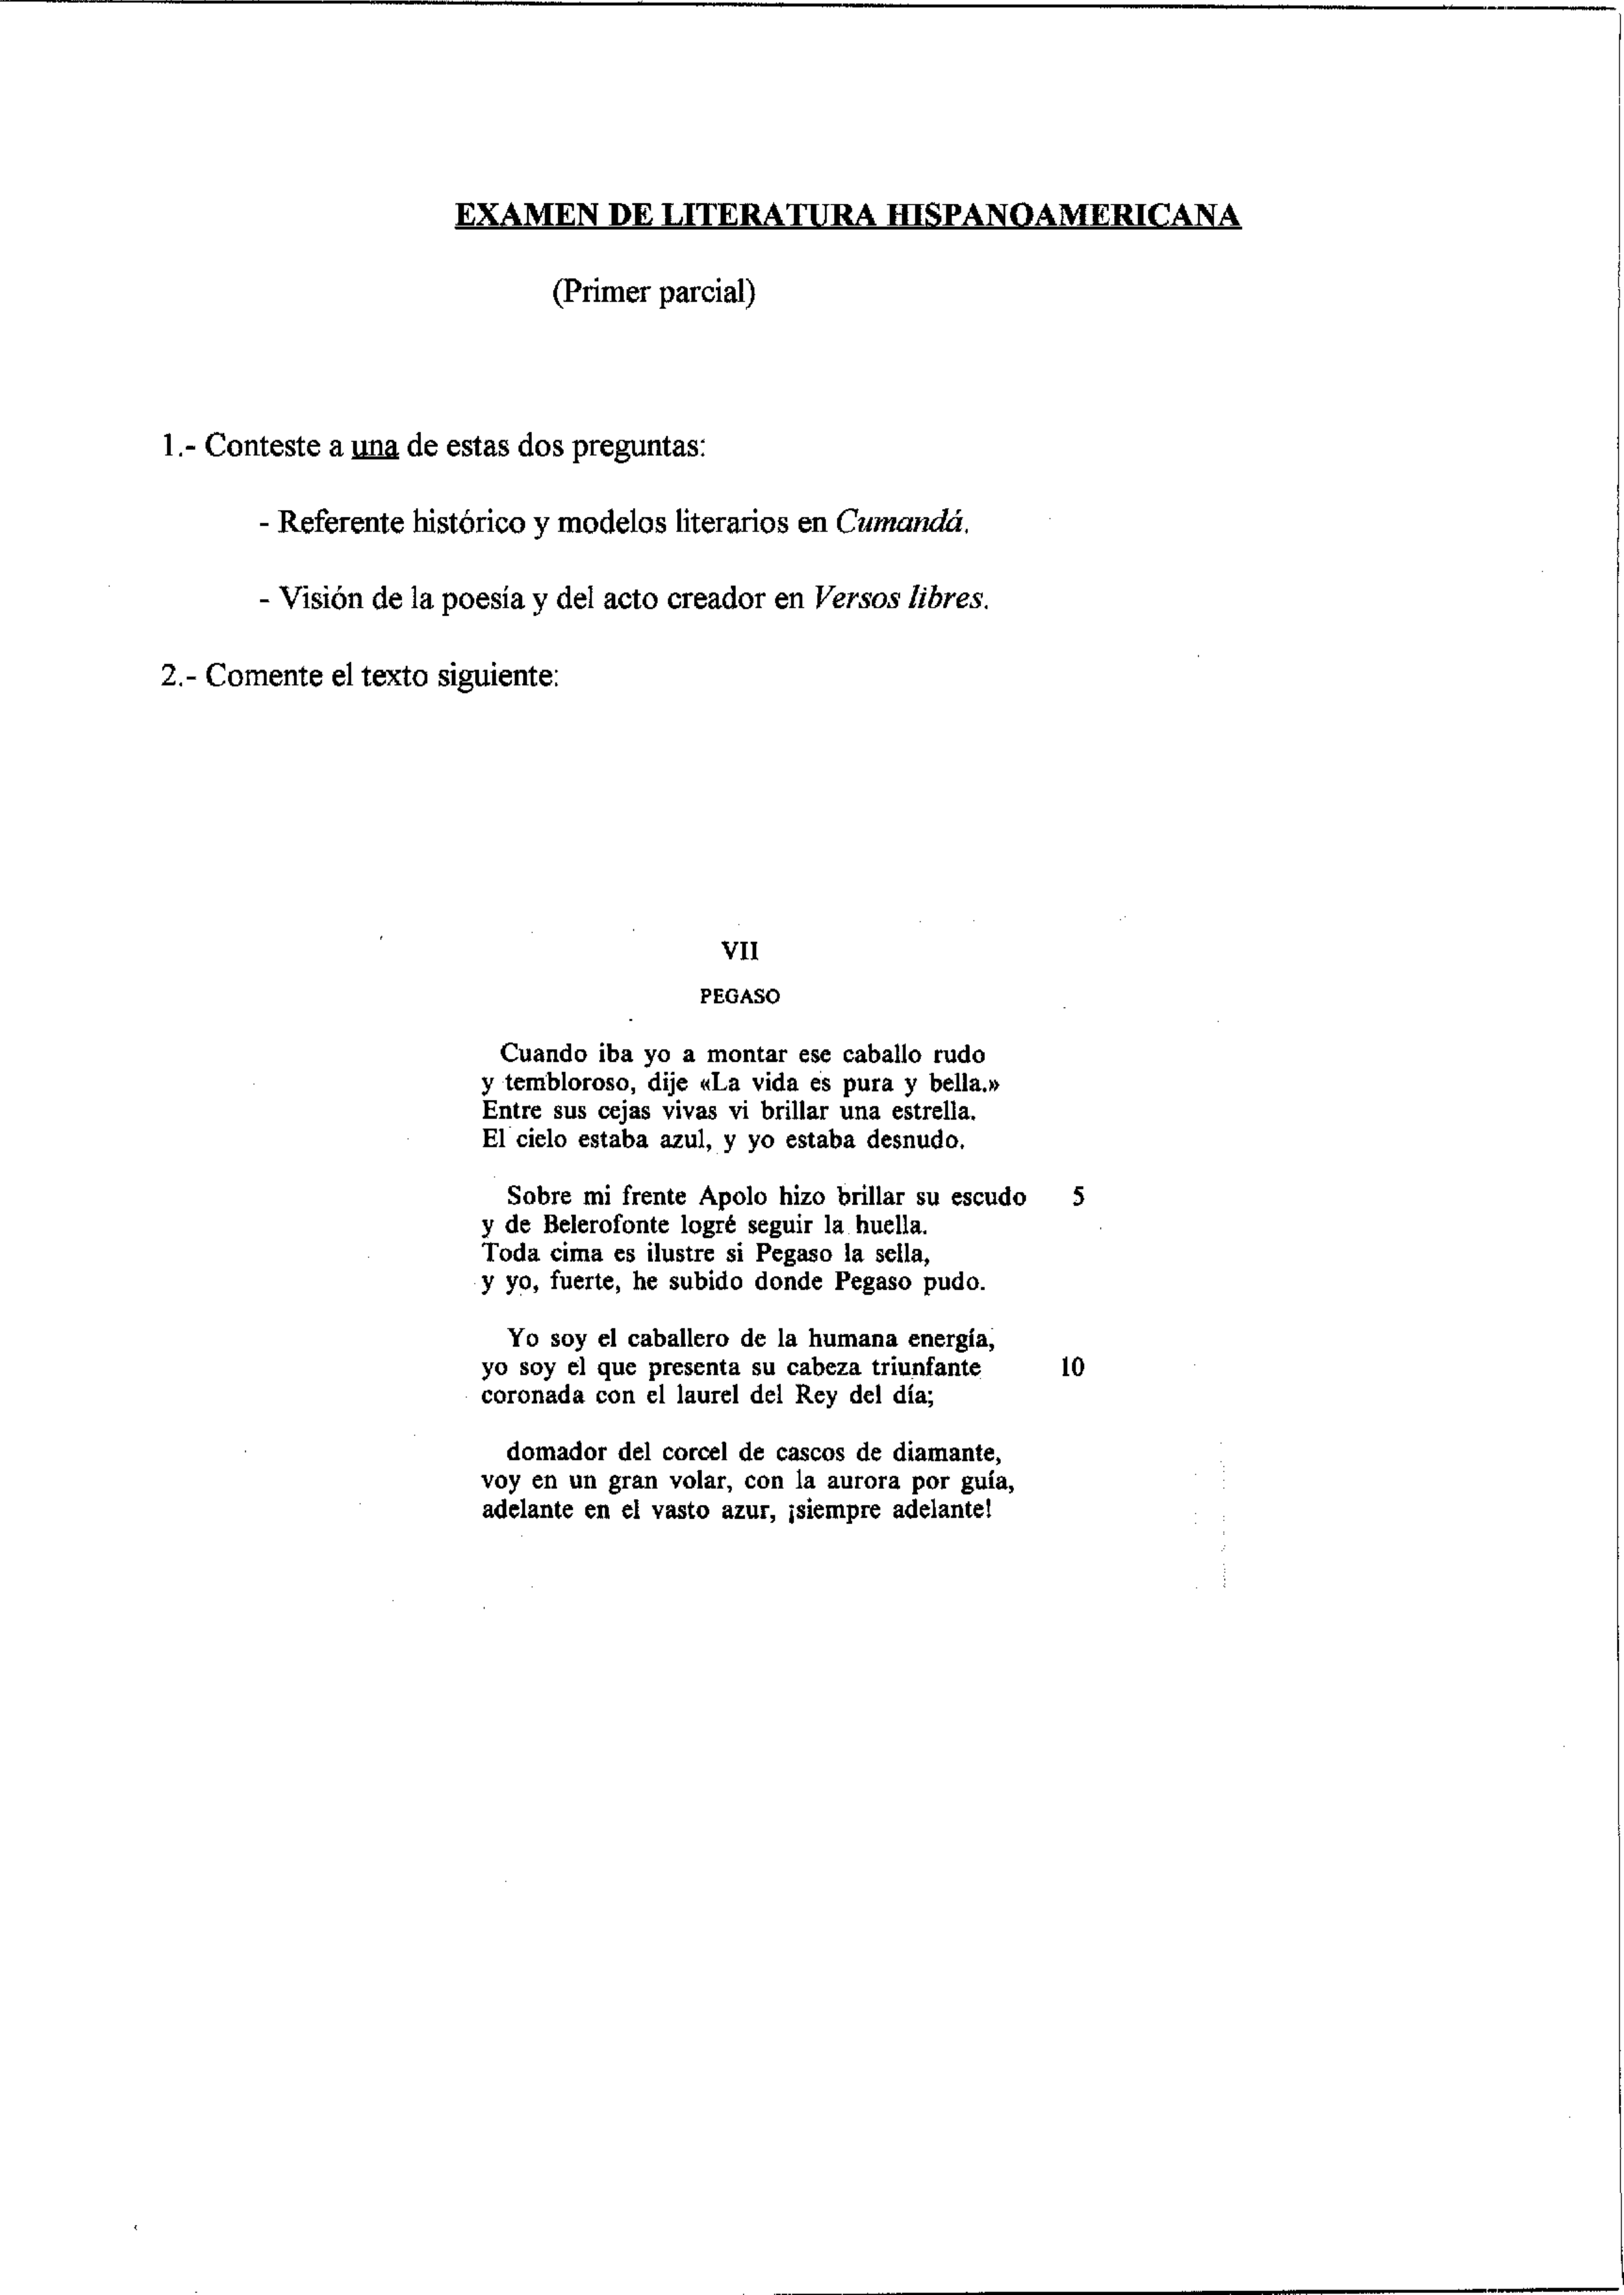 EXAMEN DE LITERATURA HISPANOAMERICANA
(Primer parcial)
1.- Conteste a una de estas dos preguntas:
- Referente histórico y modelos literarios en Cumandá.
- Visión de la poesía y del acto creador en Versos libres.
2.- Comente el texto siguiente:
VII
PEGASO
Cuando iba yo a montar ese caballo rudo
y tembloroso, dije «La vida es pura y bella.»
Entre sus cejas vivas vi brillar una estrella.
El cielo estaba azul, y yo estaba desnudo.
Sobre mi frente Apolo hizo brillar su escudo 5
y de Belerofonte logré seguir la huella.
Toda cima es ilustre si Pegaso la sella,
y yo, fuerte, he subido donde Pegaso pudo.
Yo soy el caballero de la humana energía,
yo soy el que presenta su cabeza triunfante 10
coronada con el laurel del Rey del día;
domador del corcel de cascos de diamante,
voy en un gran volar, con la aurora por guía,
adelante en el vasto azur, ¡siempre adelante!